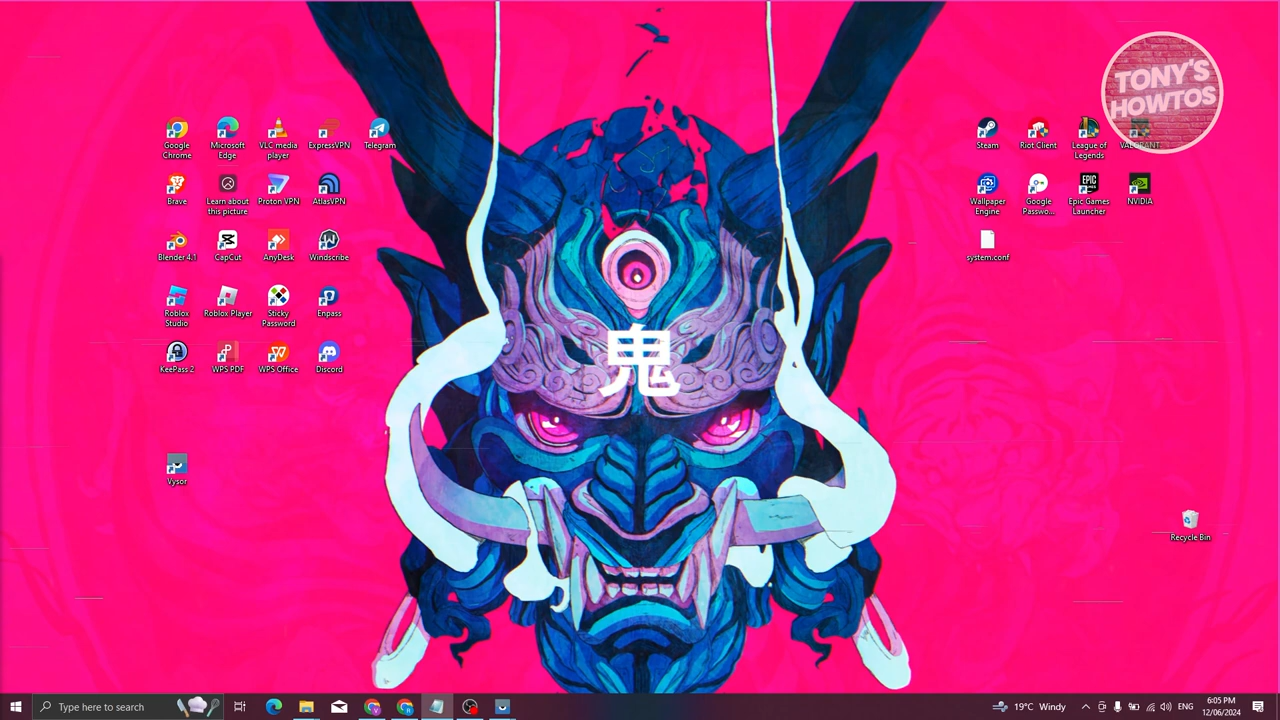 TONY'S
HOWTOS
Google
Chrome
Microsoft
Edge
VLC media
player
ExpressVPN
Telegram
Steam
Riot Client
League of
Legends
VALORANT
Brave
Learn about
this picture
Proton VPN
AtlasVPN
Wallpaper
Engine
Google
Passwo...
EPIC
GAMES
Epic Games
Launcher
NVIDIA
Blender 4.1
CapCut
AnyDesk
Windscribe
system.conf
Roblox
Studio
Roblox Player
Sticky
Password
Enpass
鬼
KeePass 2
WPS PDF
WPS Office
Discord
Vysor
Recycle Bin
Type here to search
19°C Windy
ENG
6:05 PM
12/06/2024